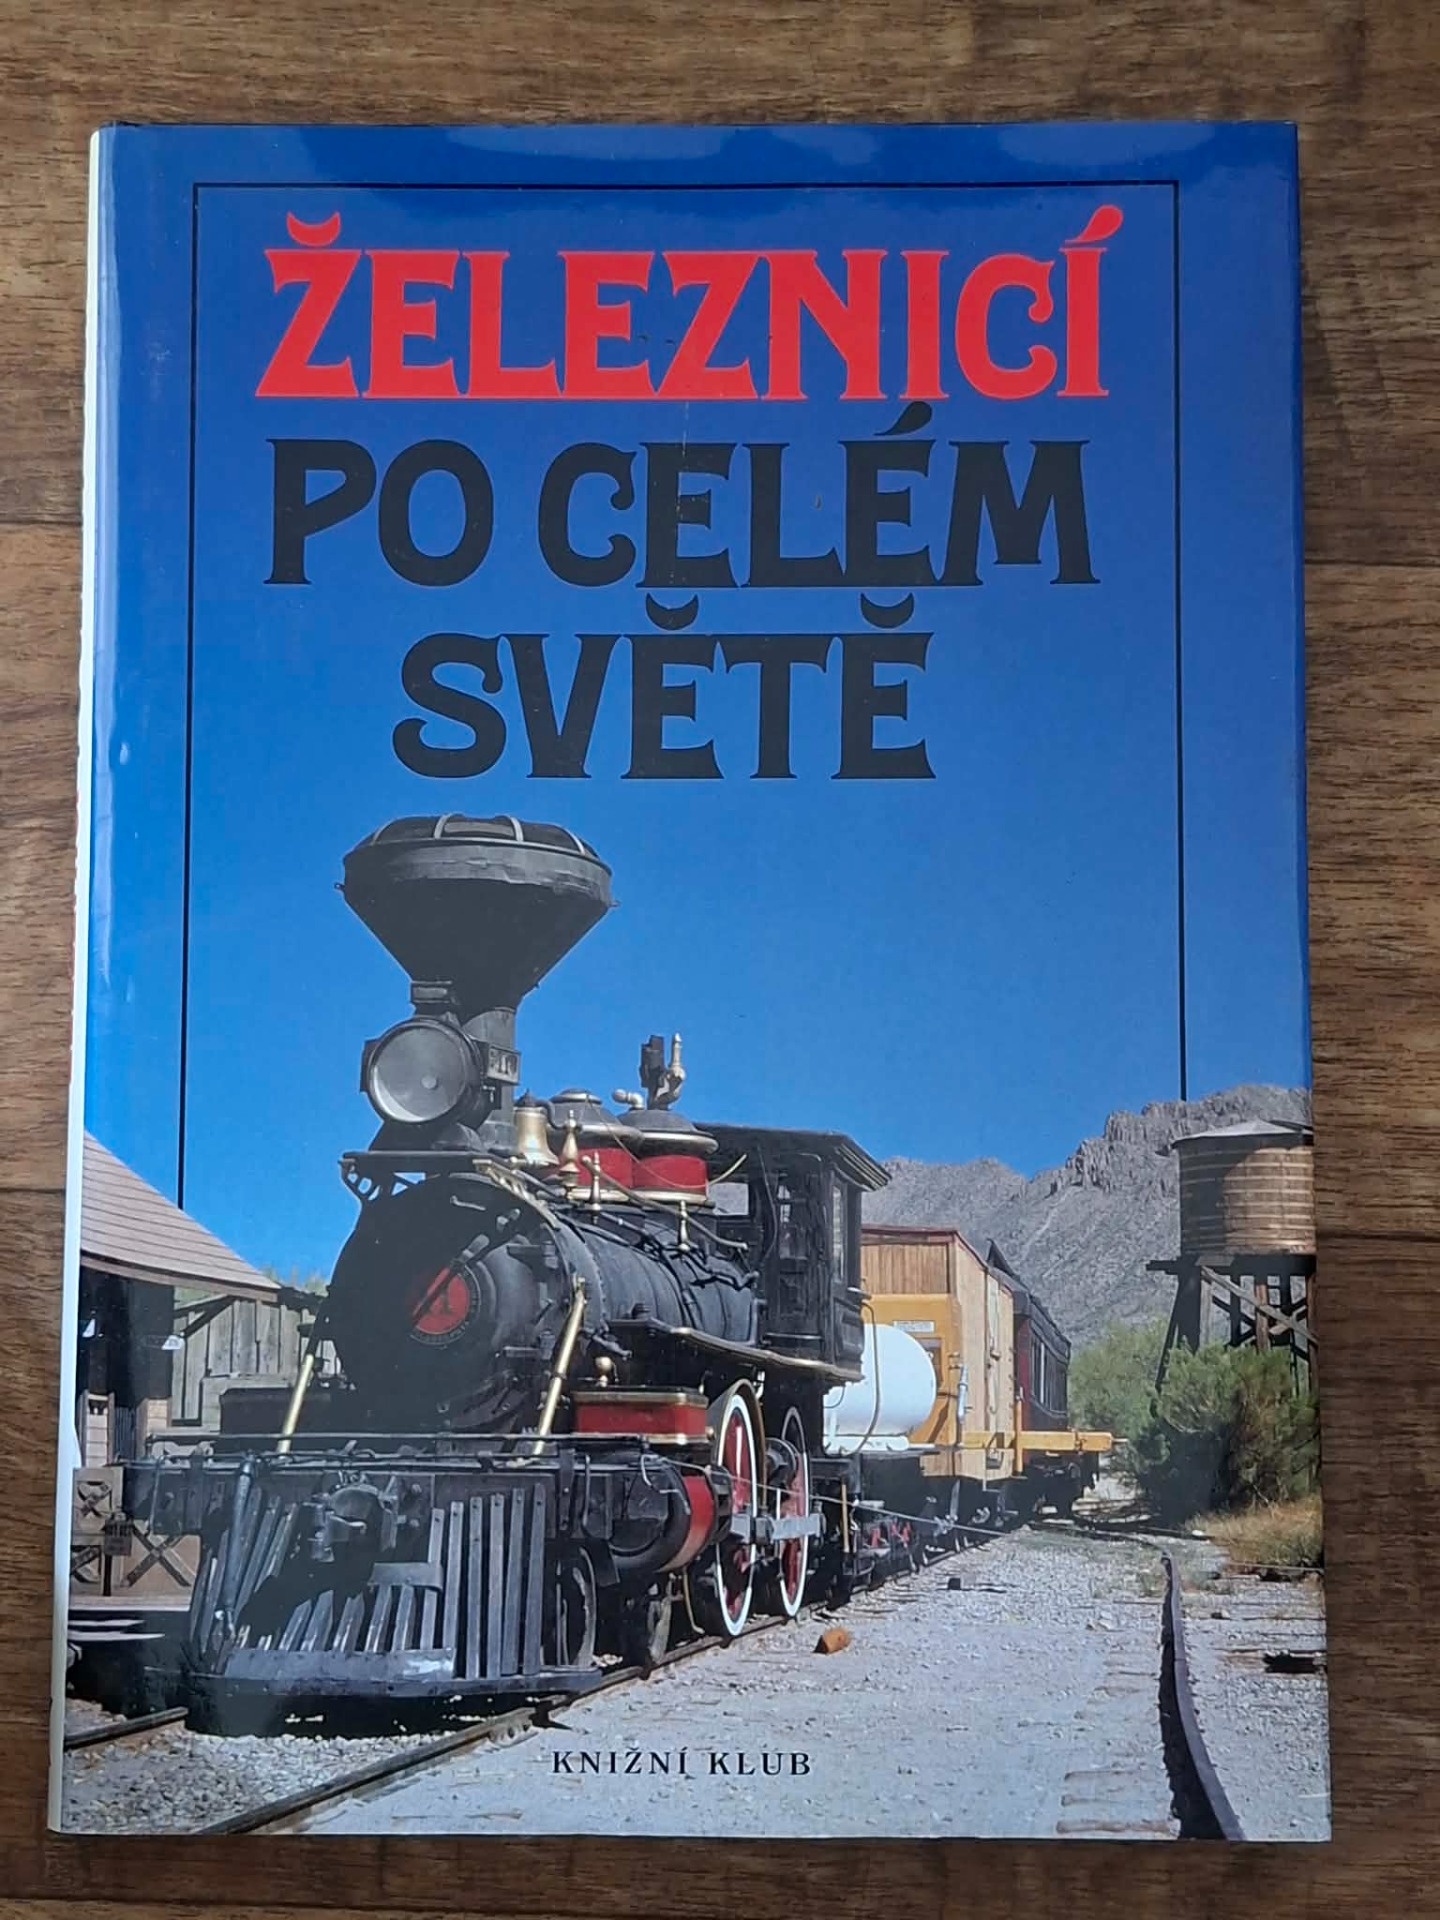 ŽELEZNICÍ
PO CELÉM
SVĚTĚ
KNIŽNÍ KLUB